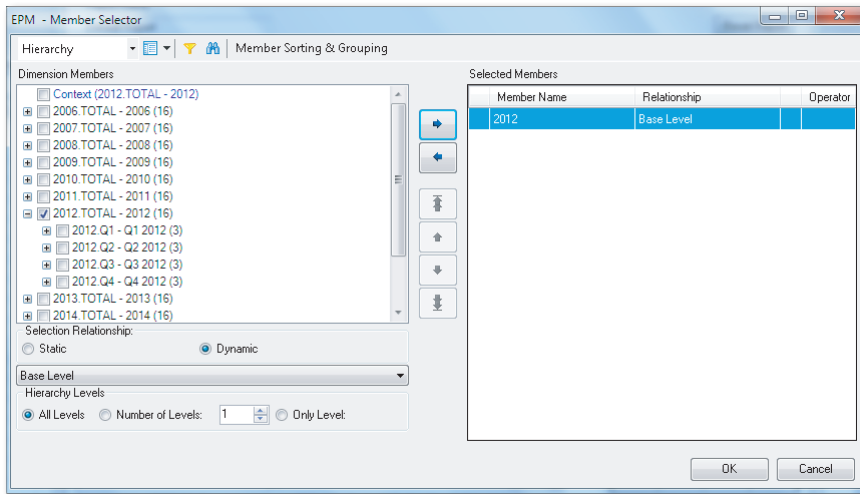 EPM - Member Selector
Hierarchy Member Sorting & Grouping
Dimension Members
Context (2012.TOTAL - 2012)
2006.TOTAL - 2006 (16)
2007.TOTAL - 2007 (16)
2008.TOTAL - 2008 (16)
2009.TOTAL - 2009 (16)
2010.TOTAL - 2010 (16)
2011.TOTAL - 2011 (16)
2012.TOTAL - 2012 (16)
2012.Q1 - Q1 2012 (3)
2012.Q2 - Q2 2012 (3)
2012.Q3 - Q3 2012 (3)
2012.Q4 - Q4 2012 (3)
2013.TOTAL - 2013 (16)
2014.TOTAL - 2014 (16)
Selection Relationship:
Static Dynamic
Base Level
Hierarchy Levels
All Levels Number of Levels: 1 Only Level:
Selected Members
Member Name Relationship Operator
2012 Base Level
OK Cancel